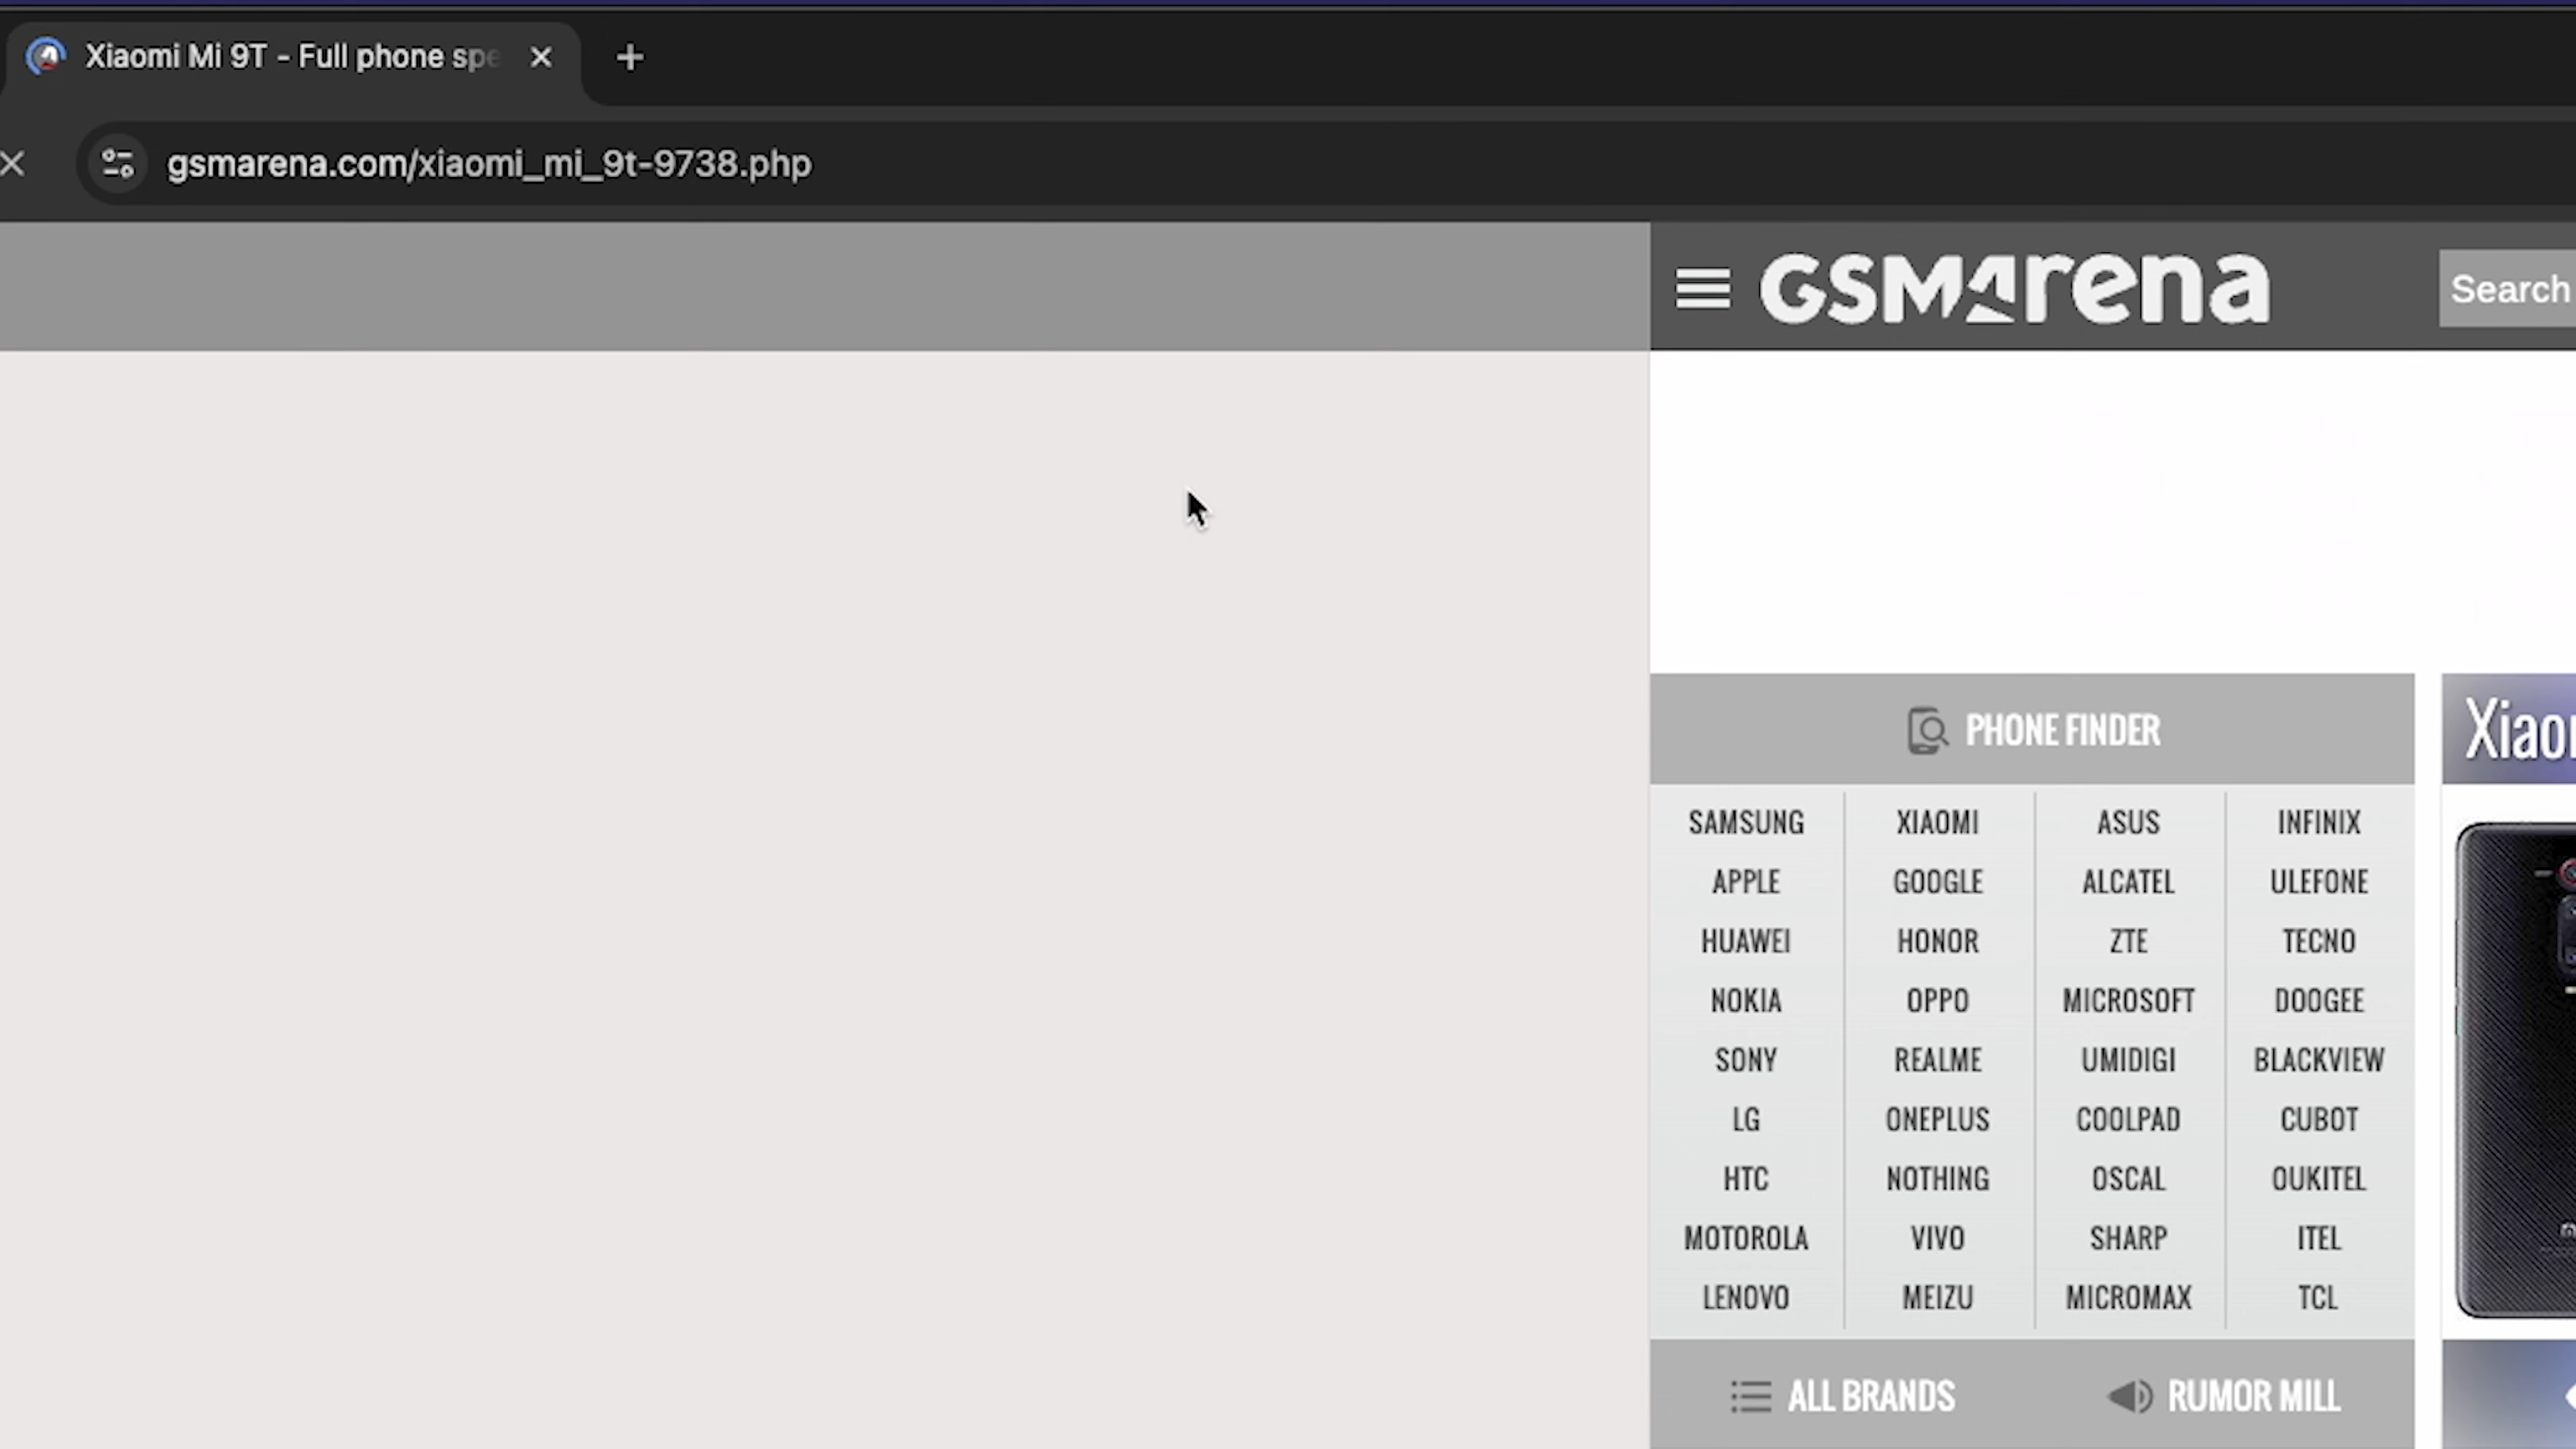 Xiaomi Mi 9T - Full phone spe
gsmarena.com/xiaomi_mi_9t-9738.php
GSMArena
Search
PHONE FINDER
Xiaor
SAMSUNG XIAOMI ASUS INFINIX
APPLE GOOGLE ALCATEL ULEFONE
HUAWEI HONOR ZTE TECNO
NOKIA OPPO MICROSOFT DOOGEE
SONY REALME UMIDIGI BLACKVIEW
LG ONEPLUS COOLPAD CUBOT
HTC NOTHING OSCAL OUKITEL
MOTOROLA VIVO SHARP ITEL
LENOVO MEIZU MICROMAX TCL
ALL BRANDS RUMOR MILL